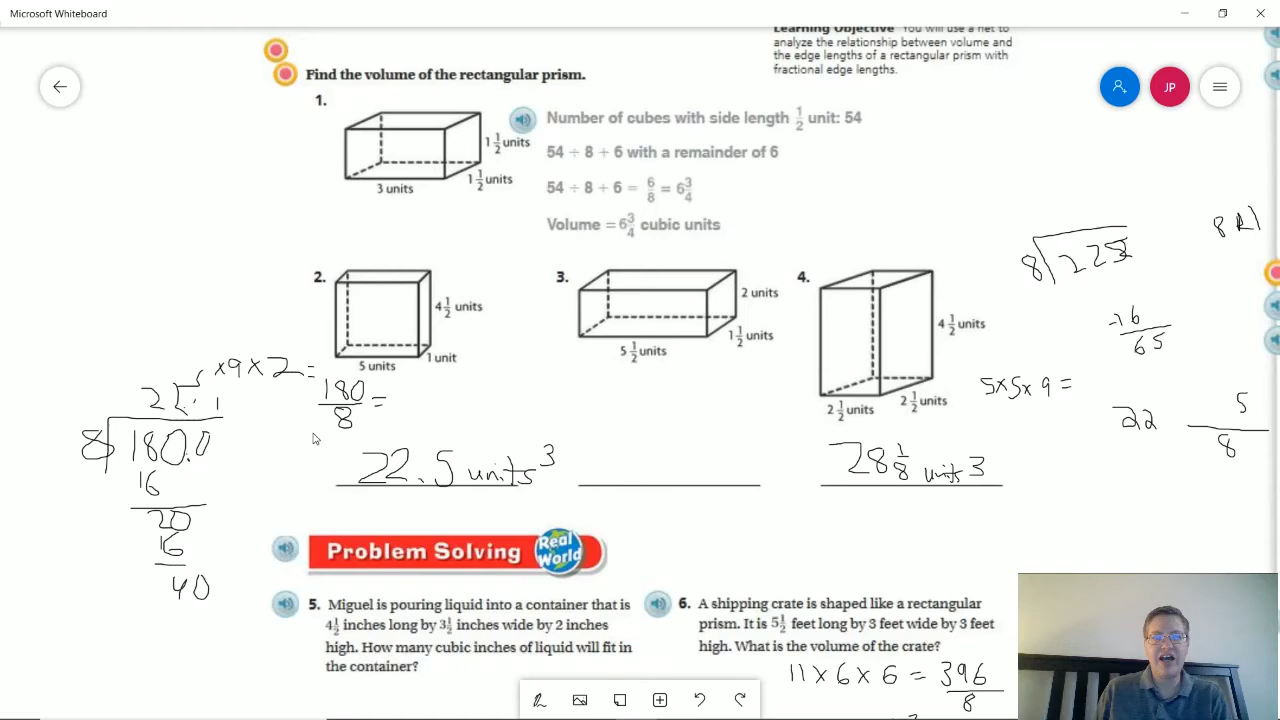 Microsoft Whiteboard
Learning Objective You will use a net to
analyze the relationship between volume and
the edge lengths of a rectangular prism with
fractional edge lengths.
JP
Find the volume of the rectangular prism.
1.
1 1/2 units
1 1/2 units
3 units
Number of cubes with side length 1/2 unit: 54
54 ÷ 8 + 6 with a remainder of 6
54 ÷ 8 + 6 = 6/8 = 6 3/4
Volume = 6 3/4 cubic units
2.
4 1/2 units
1 unit
5 units
3.
2 units
1 1/2 units
5 1/2 units
4.
4 1/2 units
2 1/2 units
2 1/2 units
×9×2=
180/8 =
8 180.0
16
20
16
40
22.5 units³
5×5×9=
28 1/8 units 3
-16
65
22 5/8
Problem Solving
Real World
5. Miguel is pouring liquid into a container that is
4 1/2 inches long by 3 1/2 inches wide by 2 inches
high. How many cubic inches of liquid will fit in
the container?
6. A shipping crate is shaped like a rectangular
prism. It is 5 1/2 feet long by 3 feet wide by 3 feet
high. What is the volume of the crate?
11×6×6 = 396/8